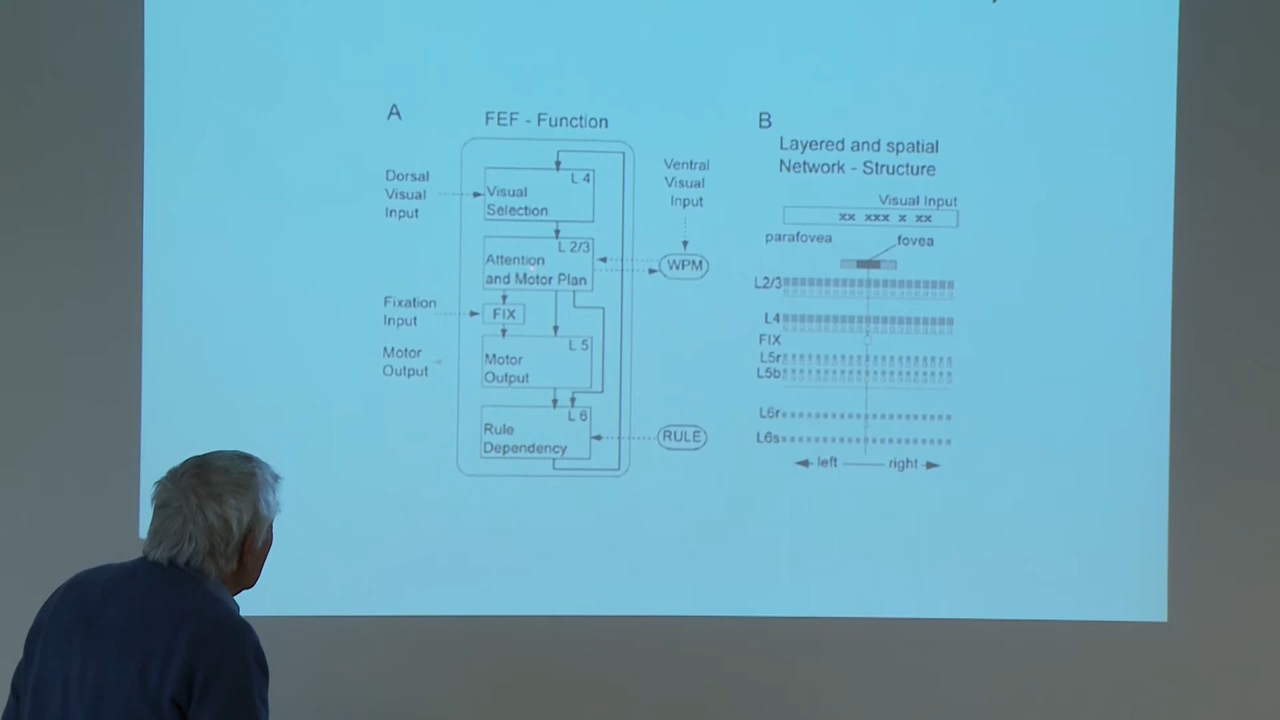 A
FEF - Function
Dorsal
Visual
Input
L 4
Visual
Selection
Ventral
Visual
Input
L 2/3
Attention
and Motor Plan
WPM
Fixation
Input
FIX
Motor
Output
L 5
Motor
Output
L 6
Rule
Dependency
RULE
B
Layered and spatial
Network - Structure
Visual Input
xx xxx x xx
parafovea
fovea
L2/3
L4
FIX
L5r
L5b
L6r
L6s
left
right